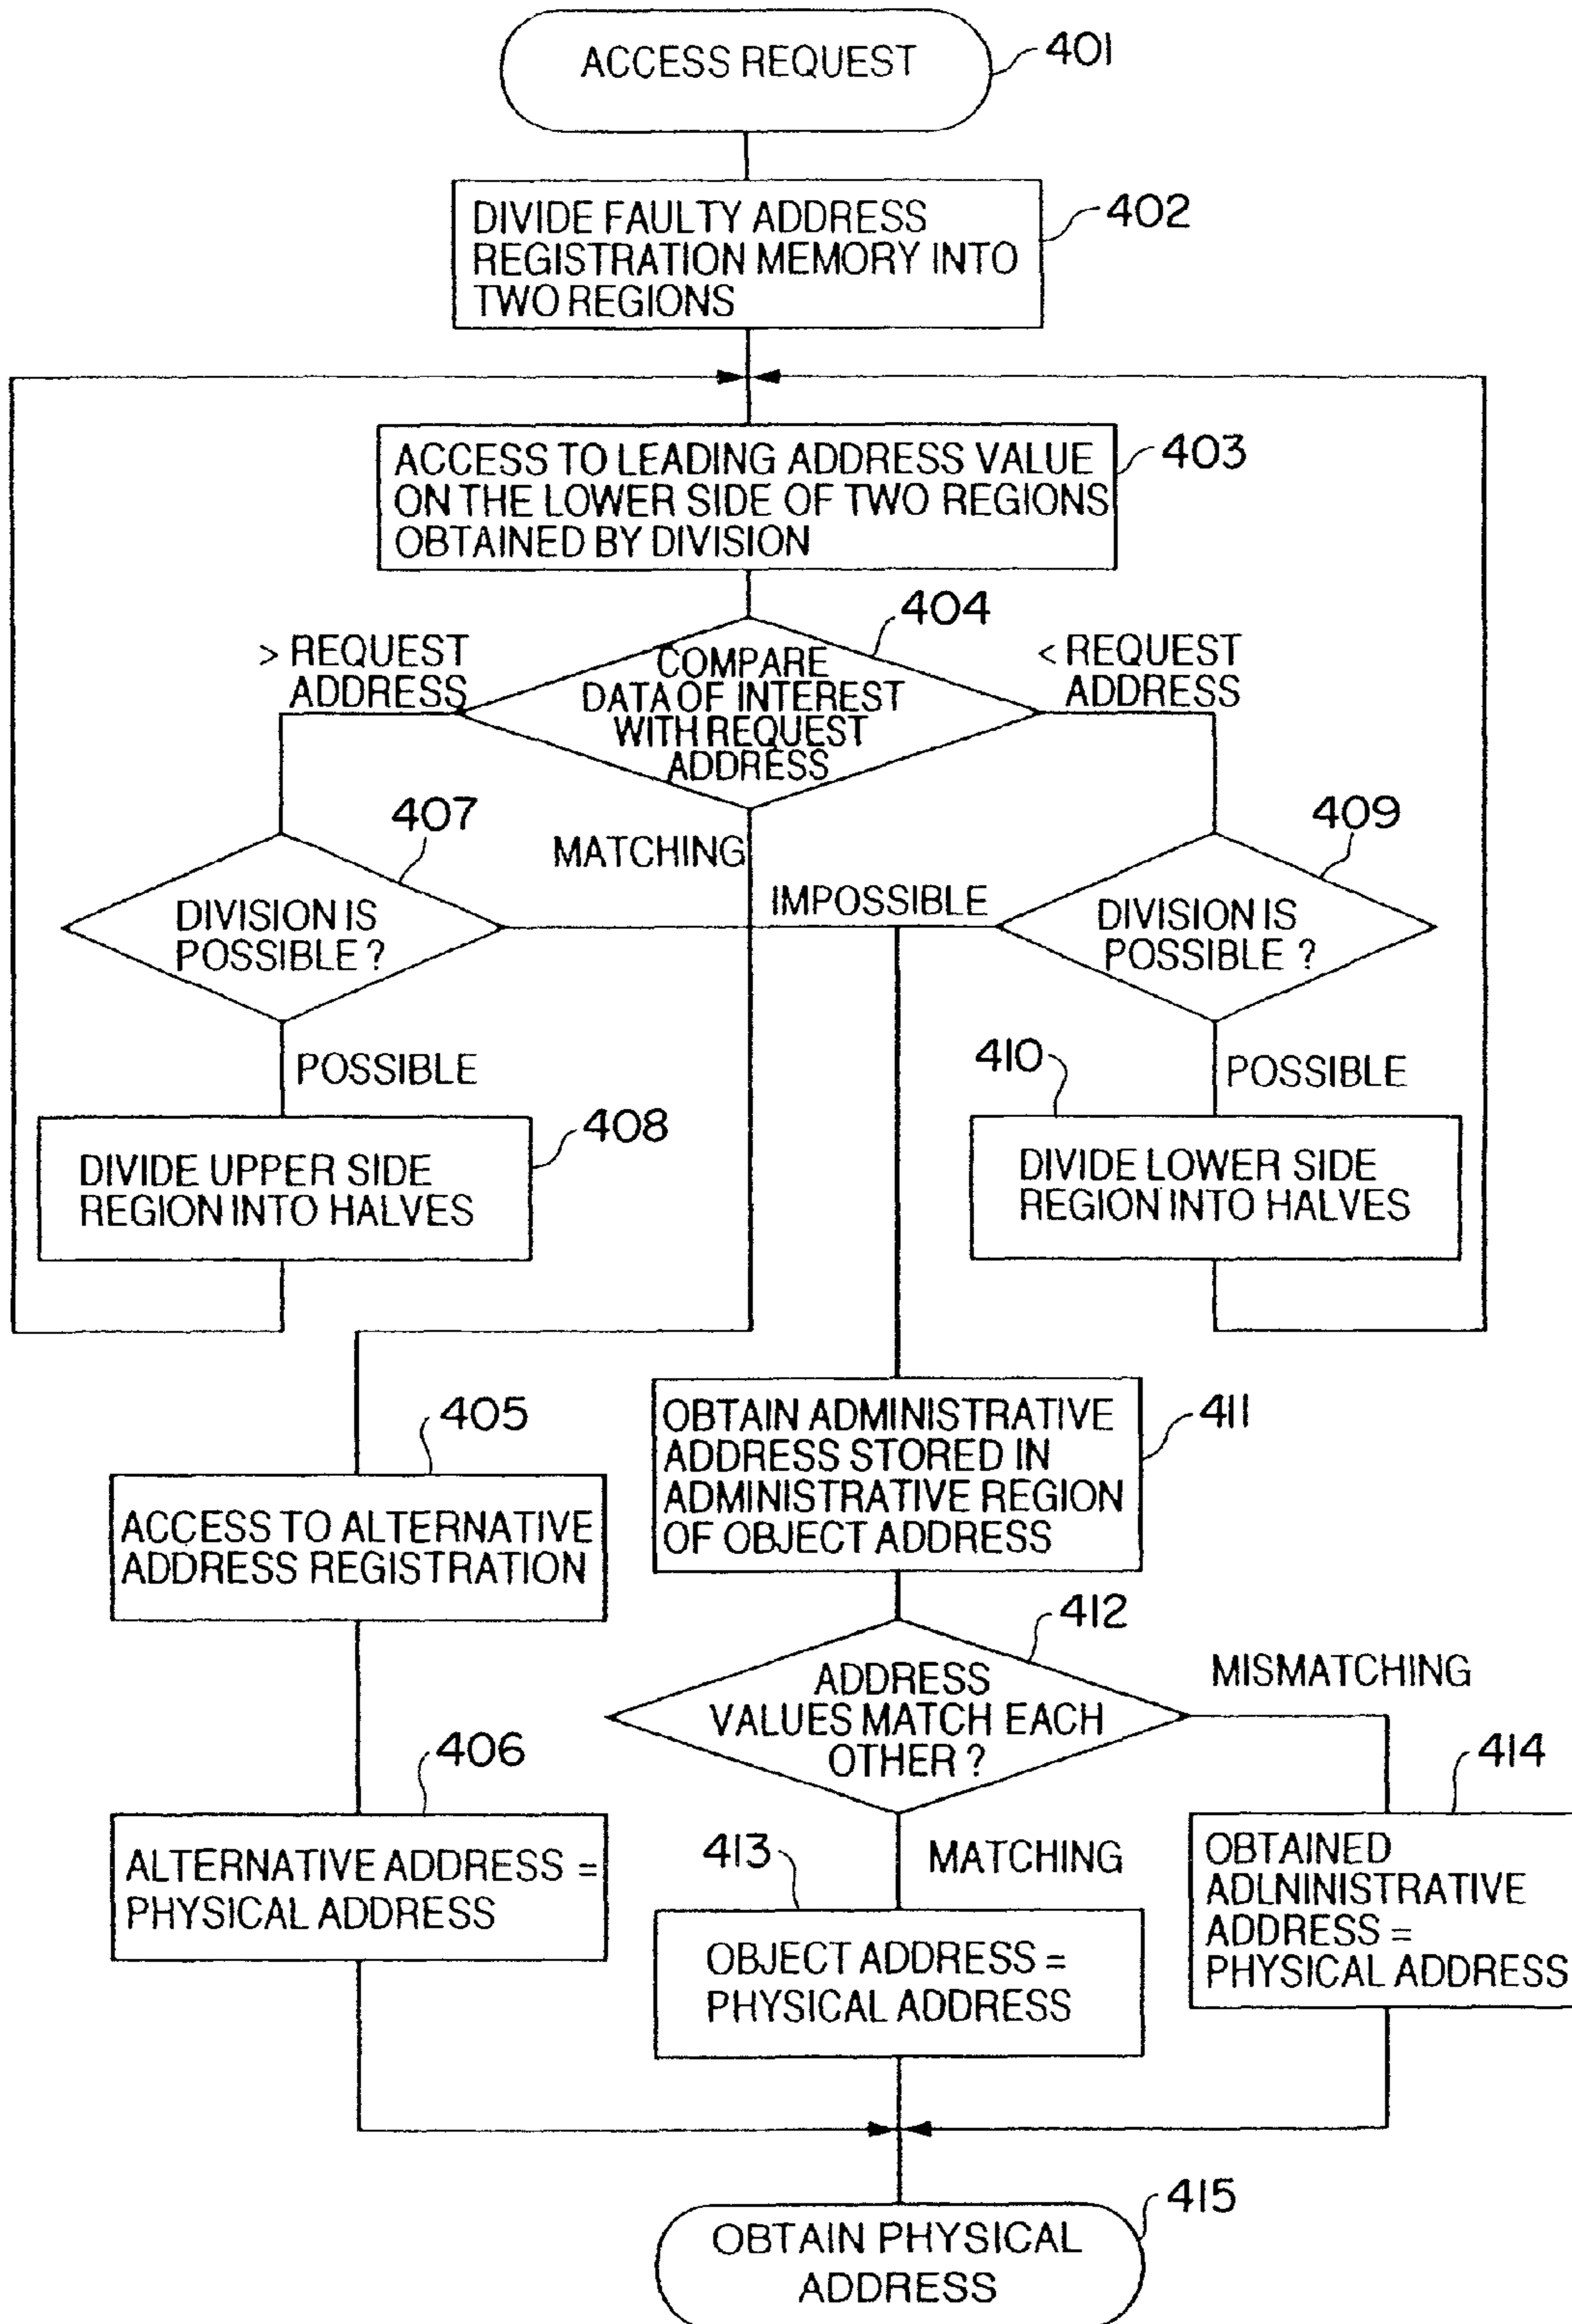 ACCESS REQUEST
401
DIVIDE FAULTY ADDRESS
REGISTRATION MEMORY INTO
TWO REGIONS
402
ACCESS TO LEADING ADDRESS VALUE
ON THE LOWER SIDE OF TWO REGIONS
OBTAINED BY DIVISION
403
404
> REQUEST
ADDRESS
COMPARE
DATA OF INTEREST
WITH REQUEST
ADDRESS
< REQUEST
ADDRESS
407
MATCHING
409
DIVISION IS
POSSIBLE ?
IMPOSSIBLE
DIVISION IS
POSSIBLE ?
POSSIBLE
410
POSSIBLE
408
DIVIDE UPPER SIDE
REGION INTO HALVES
DIVIDE LOWER SIDE
REGION INTO HALVES
405
ACCESS TO ALTERNATIVE
ADDRESS REGISTRATION
OBTAIN ADMINISTRATIVE
ADDRESS STORED IN
ADMINISTRATIVE REGION
OF OBJECT ADDRESS
411
412
ADDRESS
VALUES MATCH EACH
OTHER ?
MISMATCHING
406
ALTERNATIVE ADDRESS =
PHYSICAL ADDRESS
413
MATCHING
414
OBTAINED
ADLNINISTRATIVE
ADDRESS =
PHYSICAL ADDRESS
OBJECT ADDRESS =
PHYSICAL ADDRESS
415
OBTAIN PHYSICAL
ADDRESS